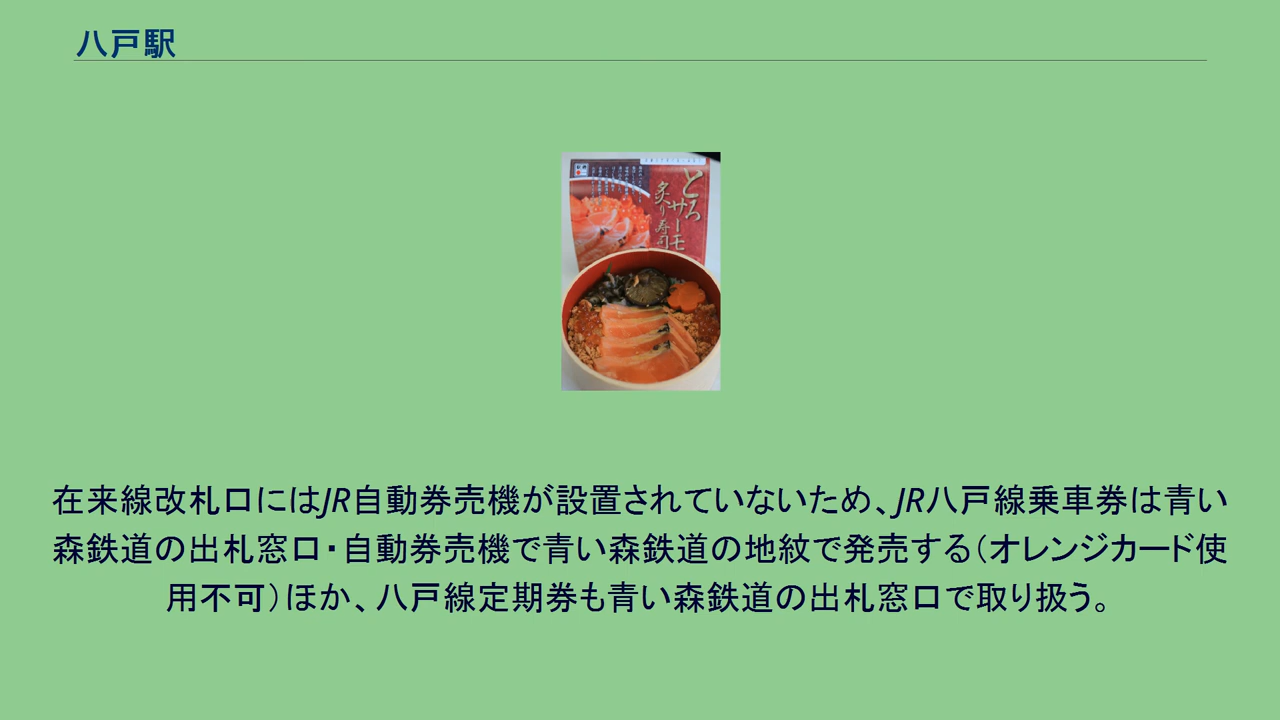 八戸駅
とろ
サーモン
炙り寿司
在来線改札口にはJR自動券売機が設置されていないため、JR八戸線乗車券は青い
森鉄道の出札窓口・自動券売機で青い森鉄道の地紋で発売する（オレンジカード使
用不可）ほか、八戸線定期券も青い森鉄道の出札窓口で取り扱う。